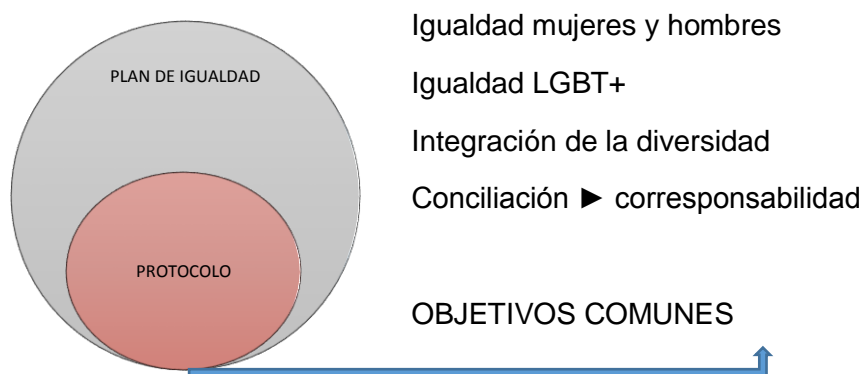 PLAN DE IGUALDAD
PROTOCOLO
Igualdad mujeres y hombres
Igualdad LGBT+
Integración de la diversidad
Conciliación ► corresponsabilidad
OBJETIVOS COMUNES